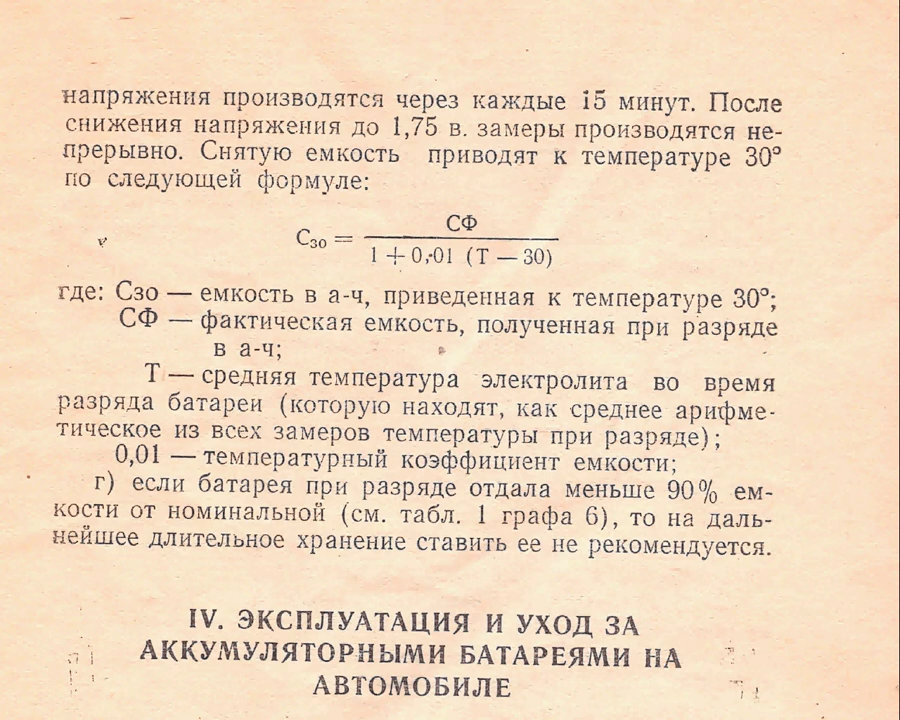 напряжения производятся через каждые 15 минут. После
снижения напряжения до 1,75 в. замеры производятся не-
прерывно. Снятую емкость приводят к температуре 30°
по следующей формуле:
СФ
С₃₀ =
1 + 0,01 (Т — 30)
где: Сзо — емкость в а-ч, приведенная к температуре 30°;
СФ — фактическая емкость, полученная при разряде
в а-ч;
Т — средняя температура электролита во время
разряда батареи (которую находят, как среднее арифме-
тическое из всех замеров температуры при разряде);
0,01 — температурный коэффициент емкости;
г) если батарея при разряде отдала меньше 90% ем-
кости от номинальной (см. табл. 1 графа 6), то на даль-
нейшее длительное хранение ставить ее не рекомендуется.
IV. ЭКСПЛУАТАЦИЯ И УХОД ЗА
АККУМУЛЯТОРНЫМИ БАТАРЕЯМИ НА
АВТОМОБИЛЕ